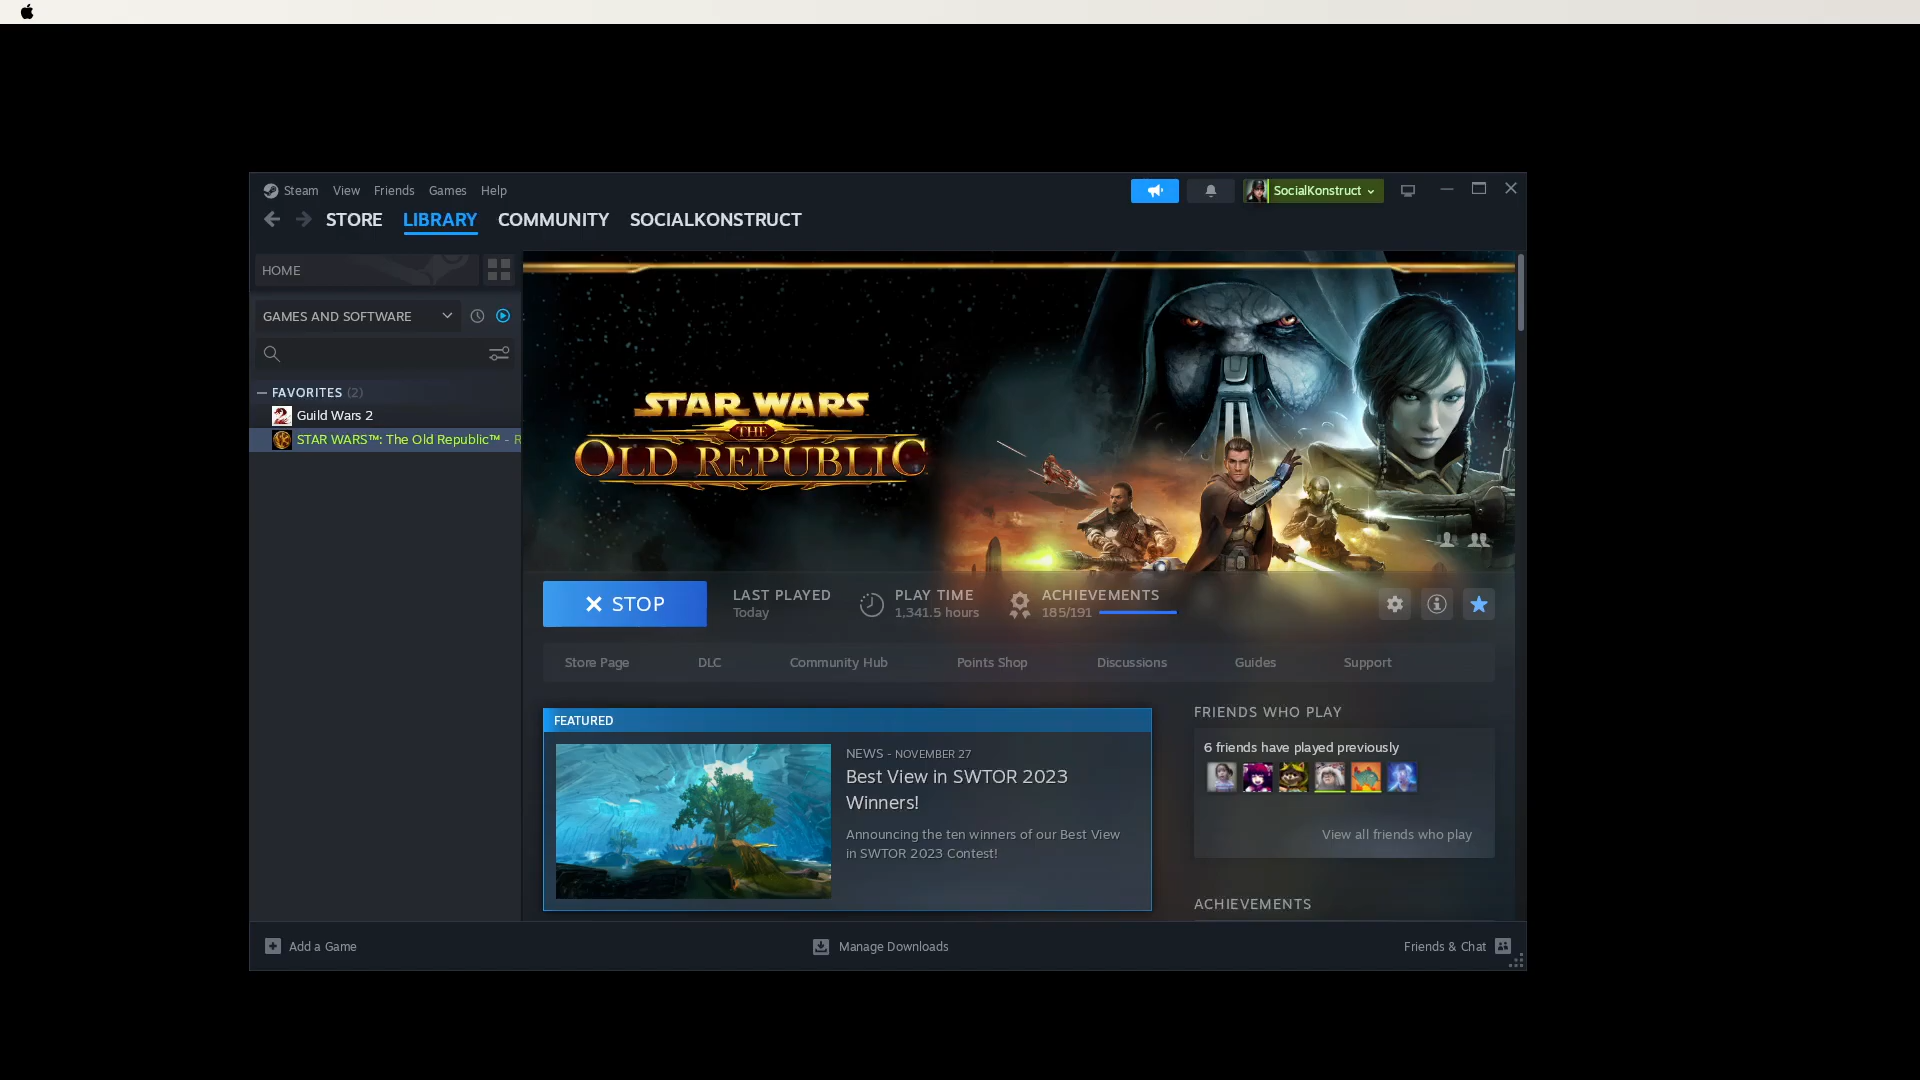 Steam View Friends Games Help
SocialKonstruct
STORE LIBRARY COMMUNITY SOCIALKONSTRUCT
HOME
GAMES AND SOFTWARE
FAVORITES (2)
Guild Wars 2
STAR WARS™: The Old Republic™ - R
STAR WARS
THE
OLD REPUBLIC
STOP
LAST PLAYED
Today
PLAY TIME
1,341.5 hours
ACHIEVEMENTS
185/191
Store Page DLC Community Hub Points Shop Discussions Guides Support
FEATURED
NEWS - NOVEMBER 27
Best View in SWTOR 2023
Winners!
Announcing the ten winners of our Best View
in SWTOR 2023 Contest!
FRIENDS WHO PLAY
6 friends have played previously
View all friends who play
ACHIEVEMENTS
Add a Game
Manage Downloads
Friends & Chat